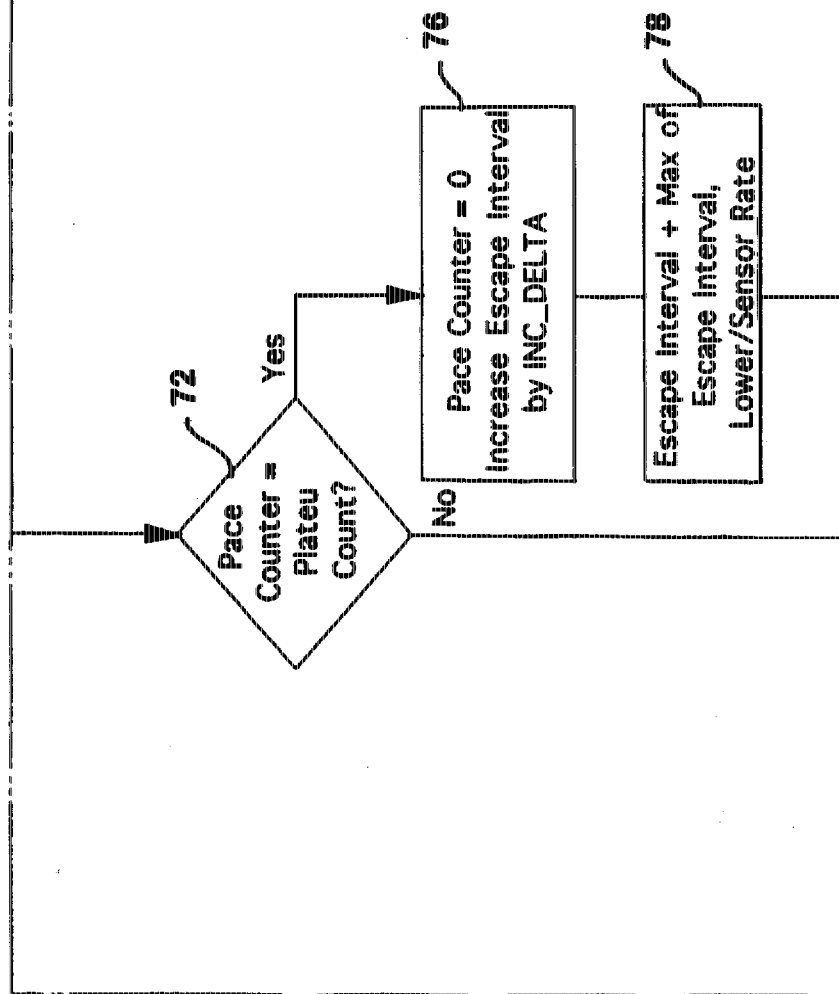 72
Pace
Counter =
Plateu
Count?
Yes
No
76
Pace Counter = 0
Increase Escape Interval
by INC_DELTA
78
Escape Interval + Max of
Escape Interval,
Lower/Sensor Rate